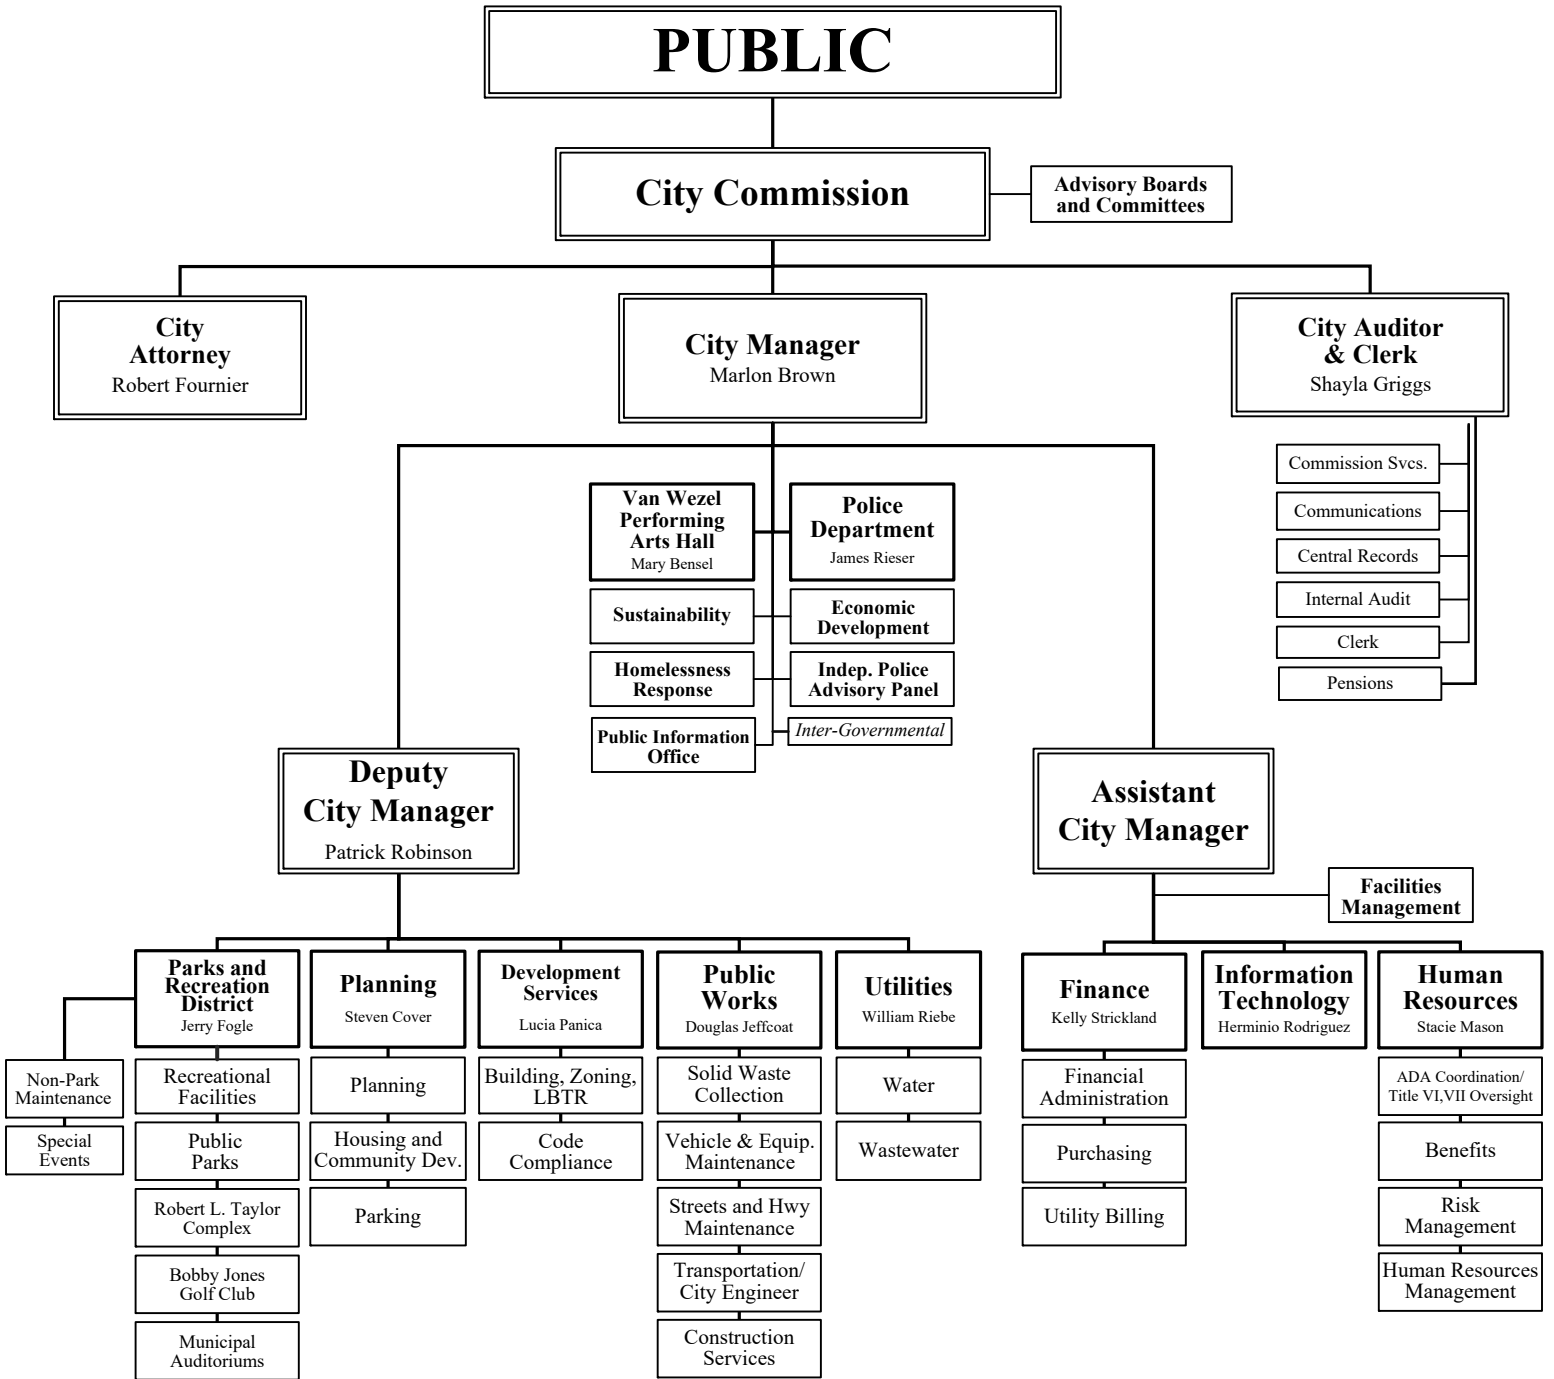 PUBLIC
City Commission
Advisory Boards
and Committees
City
Attorney
Robert Fournier
City Manager
Marlon Brown
City Auditor
& Clerk
Shayla Griggs
Commission Svcs.
Communications
Central Records
Internal Audit
Clerk
Pensions
Van Wezel
Performing
Arts Hall
Mary Bensel
Police
Department
James Rieser
Sustainability
Economic
Development
Homelessness
Response
Indep. Police
Advisory Panel
Public Information
Office
Inter-Governmental
Deputy
City Manager
Patrick Robinson
Assistant
City Manager
Facilities
Management
Parks and
Recreation
District
Jerry Fogle
Non-Park
Maintenance
Special
Events
Recreational
Facilities
Public
Parks
Robert L. Taylor
Complex
Bobby Jones
Golf Club
Municipal
Auditoriums
Planning
Steven Cover
Planning
Housing and
Community Dev.
Parking
Development
Services
Lucia Panica
Building, Zoning,
LBTR
Code
Compliance
Public
Works
Douglas Jeffcoat
Solid Waste
Collection
Vehicle & Equip.
Maintenance
Streets and Hwy
Maintenance
Transportation/
City Engineer
Construction
Services
Utilities
William Riebe
Water
Wastewater
Finance
Kelly Strickland
Financial
Administration
Purchasing
Utility Billing
Information
Technology
Herminio Rodriguez
Human
Resources
Stacie Mason
ADA Coordination/
Title VI,VII Oversight
Benefits
Risk
Management
Human Resources
Management